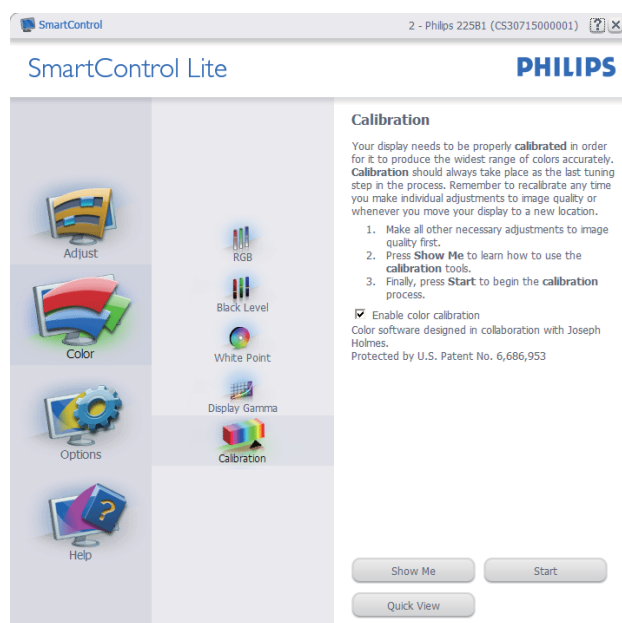 SmartControl
2 - Philips 225B1 (CS30715000001)
SmartControl Lite
PHILIPS
Adjust
Color
Options
Help
RGB
Black Level
White Point
Display Gamma
Calibration
Calibration
Your display needs to be properly calibrated in order
for it to produce the widest range of colors accurately.
Calibration should always take place as the last tuning
step in the process. Remember to recalibrate any time
you make individual adjustments to image quality or
whenever you move your display to a new location.
1. Make all other necessary adjustments to image
quality first.
2. Press Show Me to learn how to use the
calibration tools.
3. Finally, press Start to begin the calibration
process.
Enable color calibration
Color software designed in collaboration with Joseph
Holmes.
Protected by U.S. Patent No. 6,686,953
Show Me
Start
Quick View